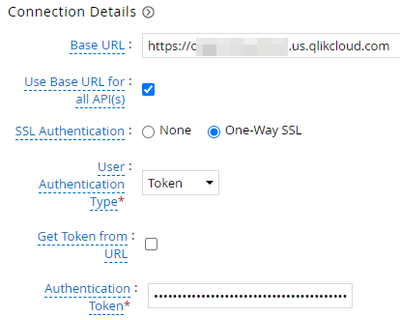 Connection Details
Base URL : https://c .us.qlikcloud.com
Use Base URL for :
all API(s)
SSL Authentication : None One-Way SSL
User :
Authentication Token
Type*
Get Token from :
URL
Authentication :
Token* ••••••••••••••••••••••••••••••••••••••••